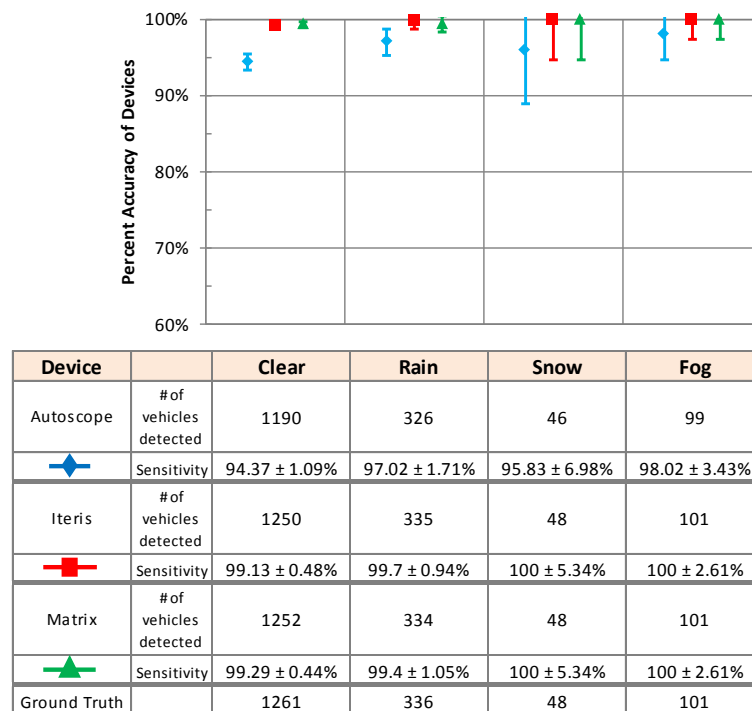 100%
90%
80%
70%
60%
Percent Accuracy of Devices
Device Clear Rain Snow Fog
Autoscope # of vehicles detected 1190 326 46 99
Sensitivity 94.37 ± 1.09% 97.02 ± 1.71% 95.83 ± 6.98% 98.02 ± 3.43%
Iteris # of vehicles detected 1250 335 48 101
Sensitivity 99.13 ± 0.48% 99.7 ± 0.94% 100 ± 5.34% 100 ± 2.61%
Matrix # of vehicles detected 1252 334 48 101
Sensitivity 99.29 ± 0.44% 99.4 ± 1.05% 100 ± 5.34% 100 ± 2.61%
Ground Truth 1261 336 48 101